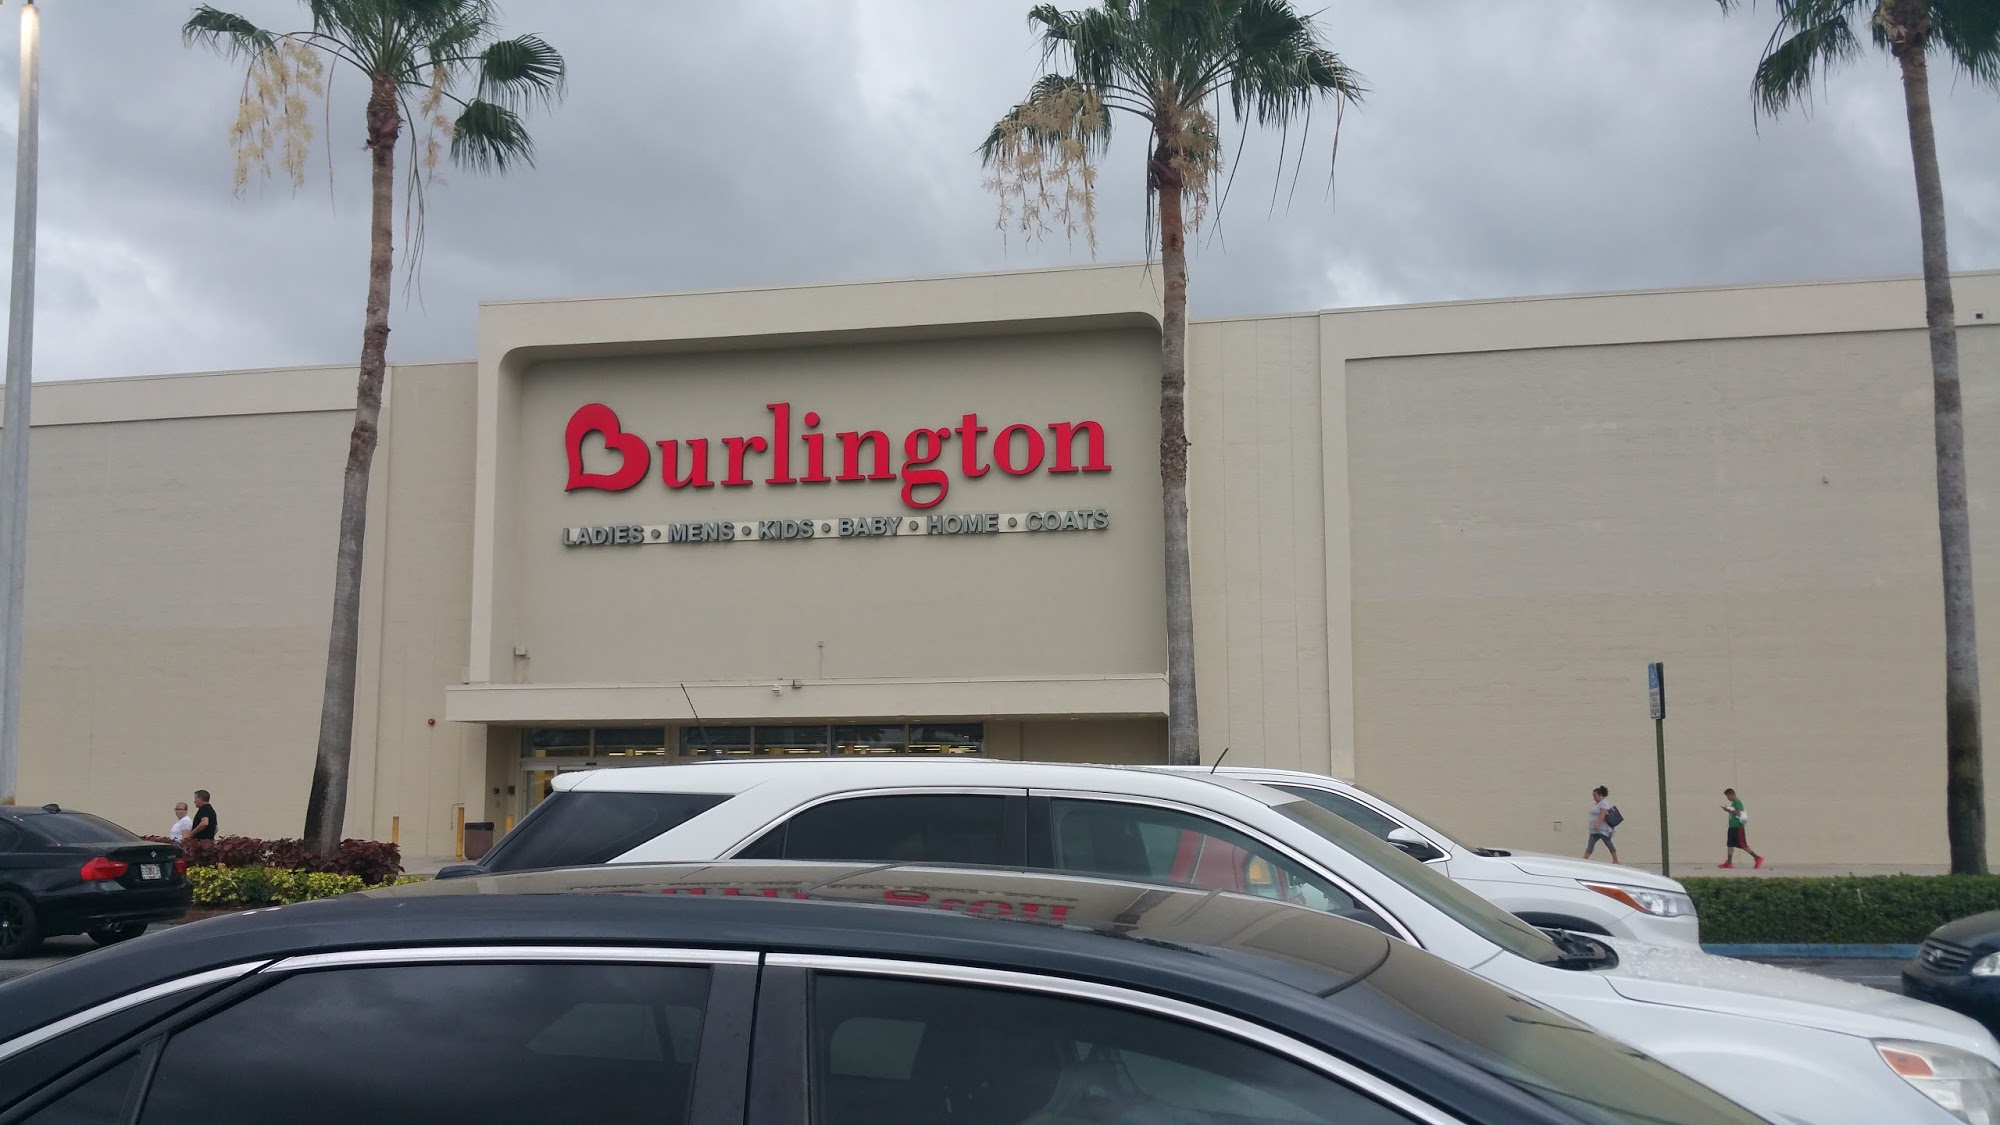 Burlington
LADIES • MENS • KIDS • BABY • HOME • COATS